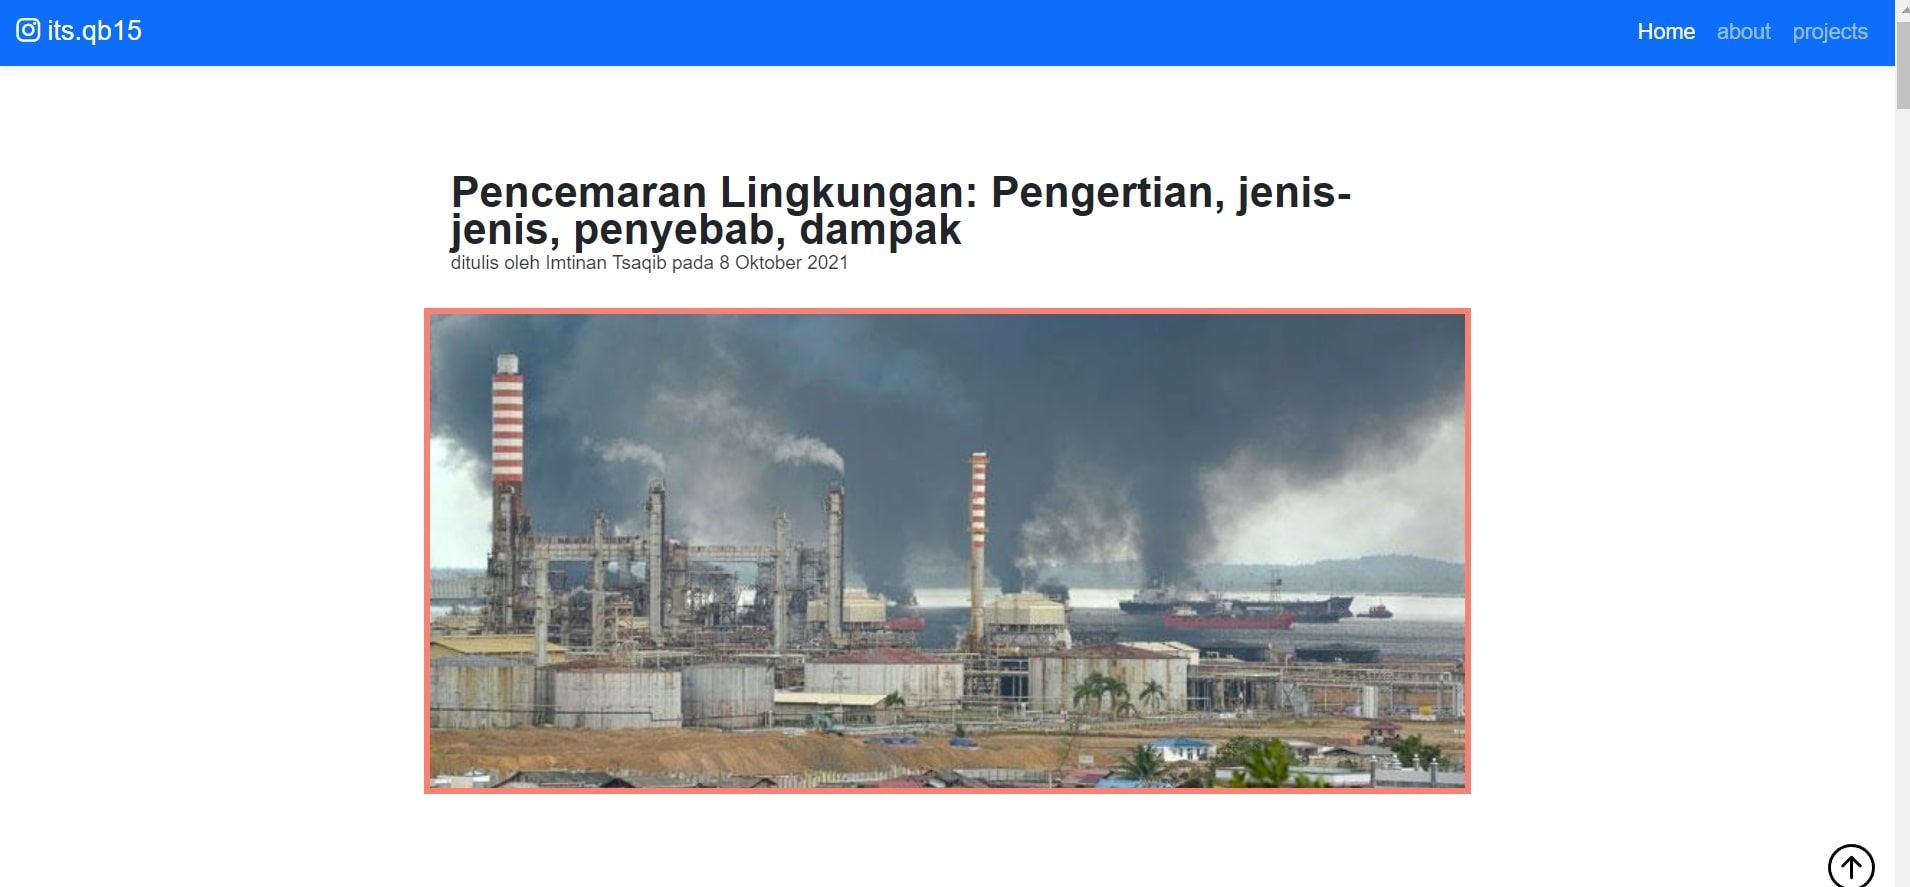 its.qb15
Home about projects
Pencemaran Lingkungan: Pengertian, jenis-
jenis, penyebab, dampak
ditulis oleh Imtinan Tsaqib pada 8 Oktober 2021